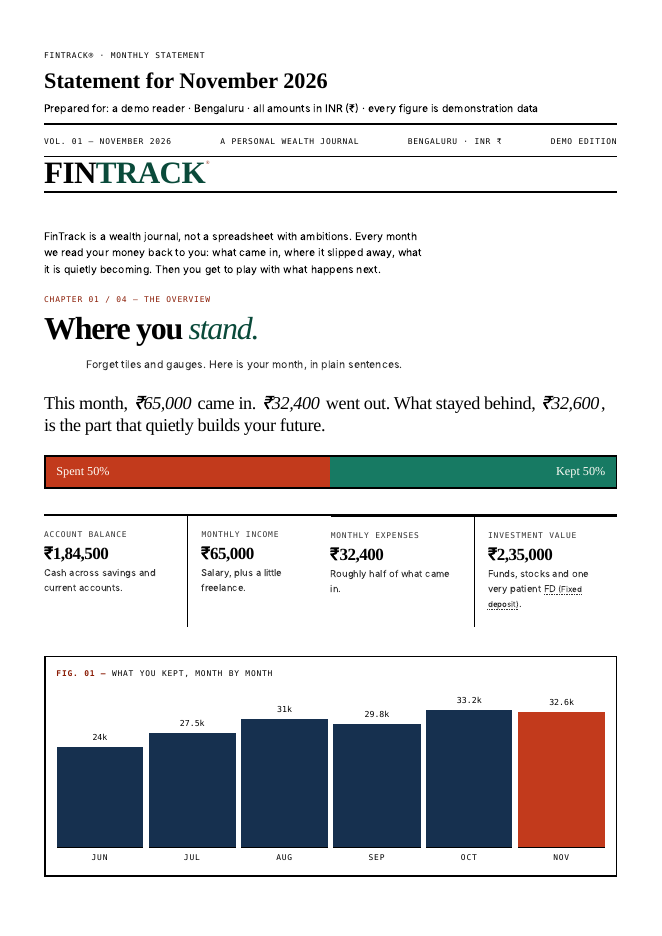 FINTRACK® · MONTHLY STATEMENT
Statement for November 2026
Prepared for: a demo reader · Bengaluru · all amounts in INR (₹) · every figure is demonstration data
VOL. 01 — NOVEMBER 2026 A PERSONAL WEALTH JOURNAL BENGALURU · INR ₹ DEMO EDITION
FINTRACK
FinTrack is a wealth journal, not a spreadsheet with ambitions. Every month
we read your money back to you: what came in, where it slipped away, what
it is quietly becoming. Then you get to play with what happens next.
CHAPTER 01 / 04 — THE OVERVIEW
Where you stand.
Forget tiles and gauges. Here is your month, in plain sentences.
This month, ₹65,000 came in. ₹32,400 went out. What stayed behind, ₹32,600,
is the part that quietly builds your future.
Spent 50% Kept 50%
ACCOUNT BALANCE
₹1,84,500
Cash across savings and
current accounts.
MONTHLY INCOME
₹65,000
Salary, plus a little
freelance.
MONTHLY EXPENSES
₹32,400
Roughly half of what came
in.
INVESTMENT VALUE
₹2,35,000
Funds, stocks and one
very patient FD (Fixed
deposit).
FIG. 01 — WHAT YOU KEPT, MONTH BY MONTH
24k 27.5k 31k 29.8k 33.2k 32.6k
JUN JUL AUG SEP OCT NOV